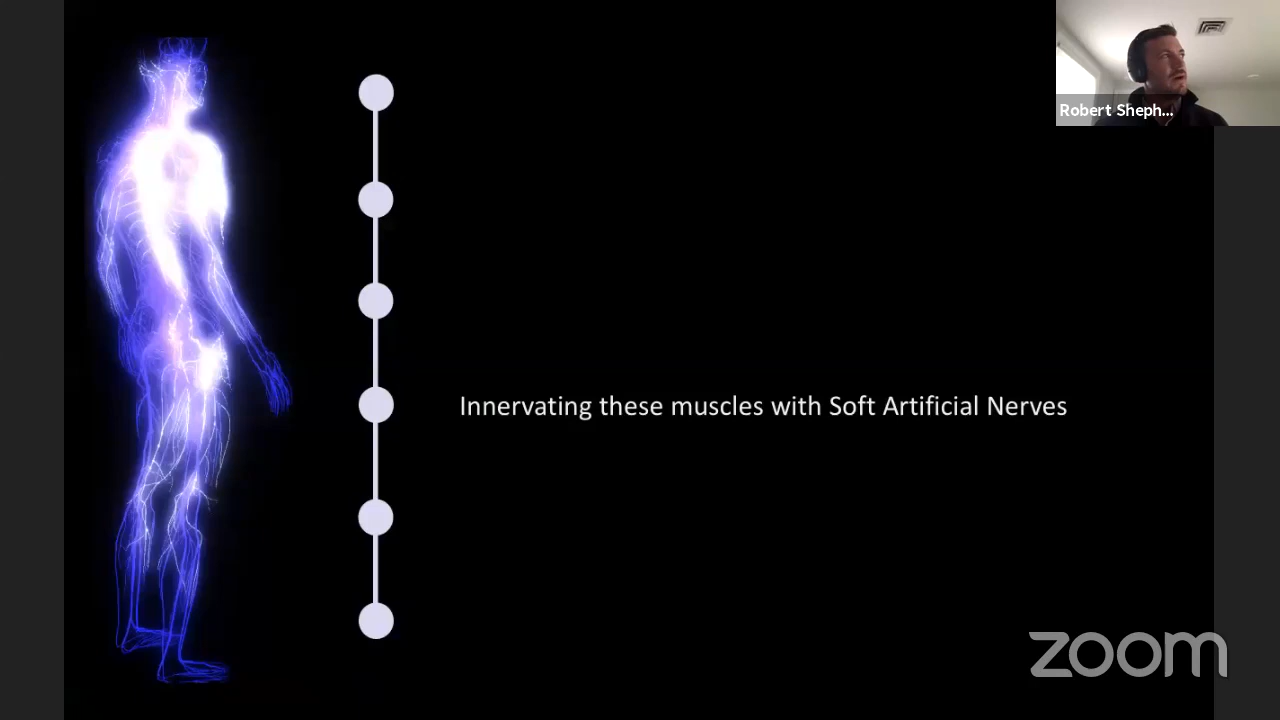 Robert Sheph...
Innervating these muscles with Soft Artificial Nerves
zoom